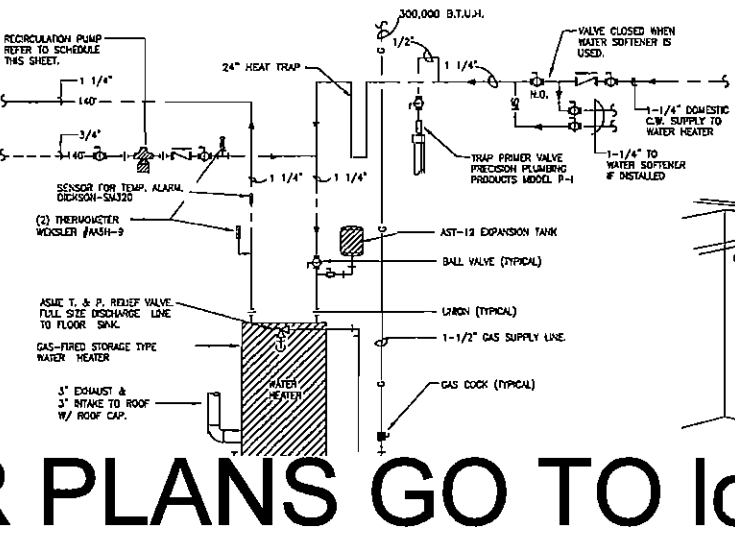 300,000 B.T.U.H.
RECIRCULATION PUMP
REFER TO SCHEDULE
THIS SHEET.
1 1/4"
140°
24" HEAT TRAP
1/2"
1 1/4"
VALVE CLOSED WHEN
WATER SOFTENER IS
USED.
N.O.
SW
1-1/4" DOMESTIC
C.W. SUPPLY TO
WATER HEATER
3/4"
140°
TRAP PRIMER VALVE
PRECISION PLUMBING
PRODUCTS MODEL P-1
1-1/4" TO
WATER SOFTENER
IF INSTALLED
1 1/4"
1 1/4"
SENSOR FOR TEMP. ALARM.
DICKSON-SM320
(2) THERMOMETER
WEKSLER #AA5H-9
G
AST-12 EXPANSION TANK
BALL VALVE (TYPICAL)
ASME T. & P. RELIEF VALVE.
FULL SIZE DISCHARGE LINE
TO FLOOR SINK.
UNION (TYPICAL)
GAS-FIRED STORAGE TYPE
WATER HEATER
1-1/2" GAS SUPPLY LINE.
WATER
HEATER
3" EXHAUST &
3" INTAKE TO ROOF
W/ ROOF CAP.
G
GAS COCK (TYPICAL)
R PLANS GO TO lo